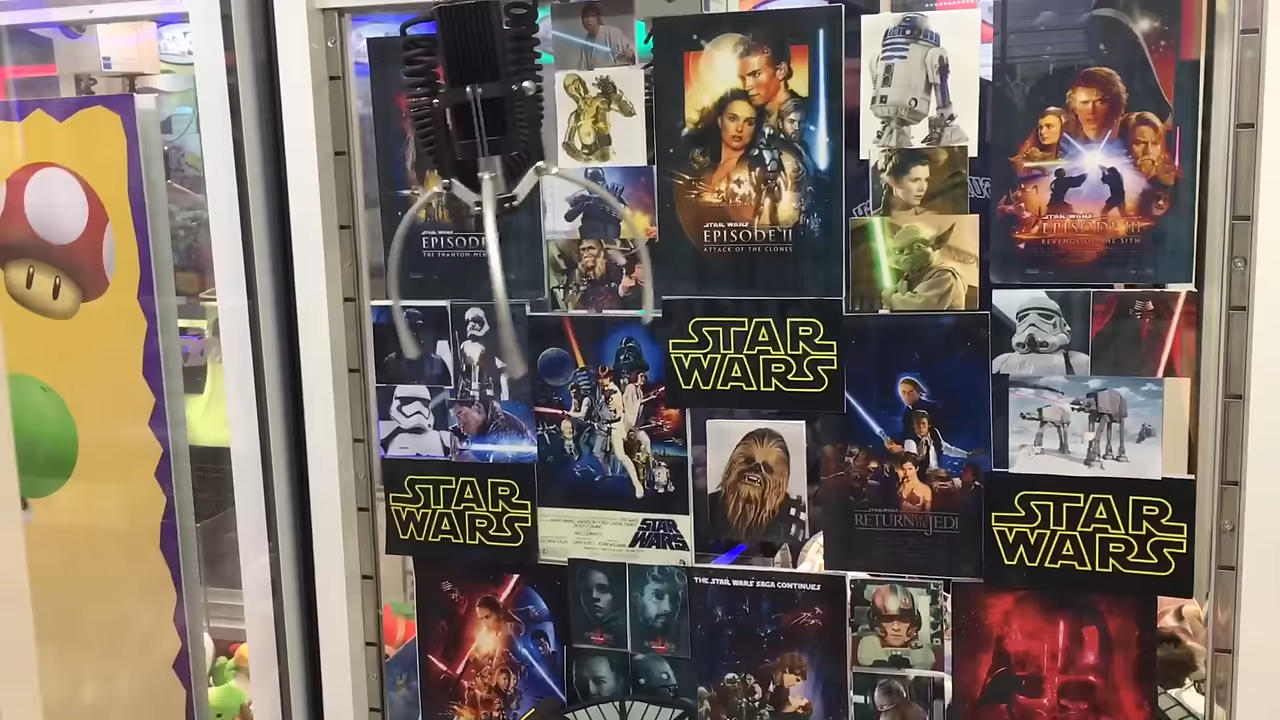 EPISODE
THE PHANTOM
STAR WARS
EPISODE II
ATTACK OF THE CLONES
STAR WARS
EPISODE III
REVENGE OF THE SITH
STAR
WARS
STAR
WARS
STAR
WARS
RETURN OF THE JEDI
STAR
WARS
THE STAR WARS SAGA CONTINUES